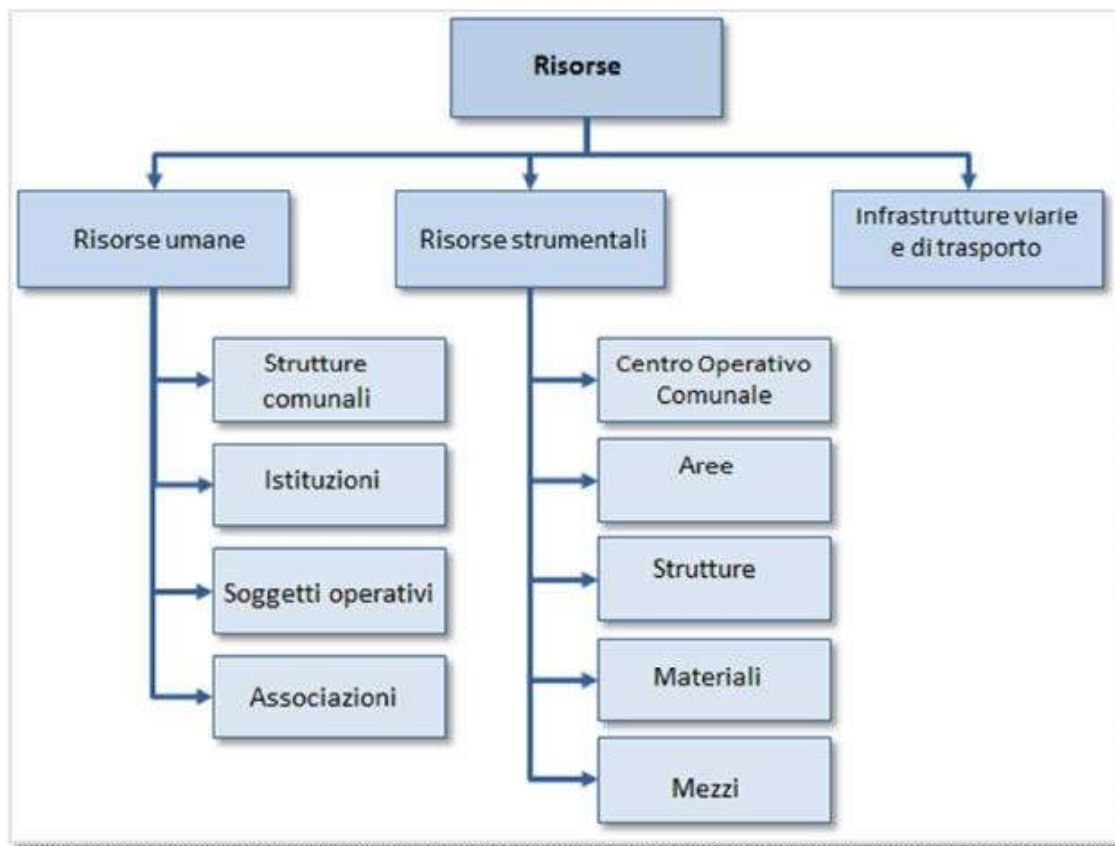 Risorse
Risorse umane
Risorse strumentali
Infrastrutture viarie
e di trasporto
Strutture
comunali
Istituzioni
Soggetti operativi
Associazioni
Centro Operativo
Comunale
Aree
Strutture
Materiali
Mezzi